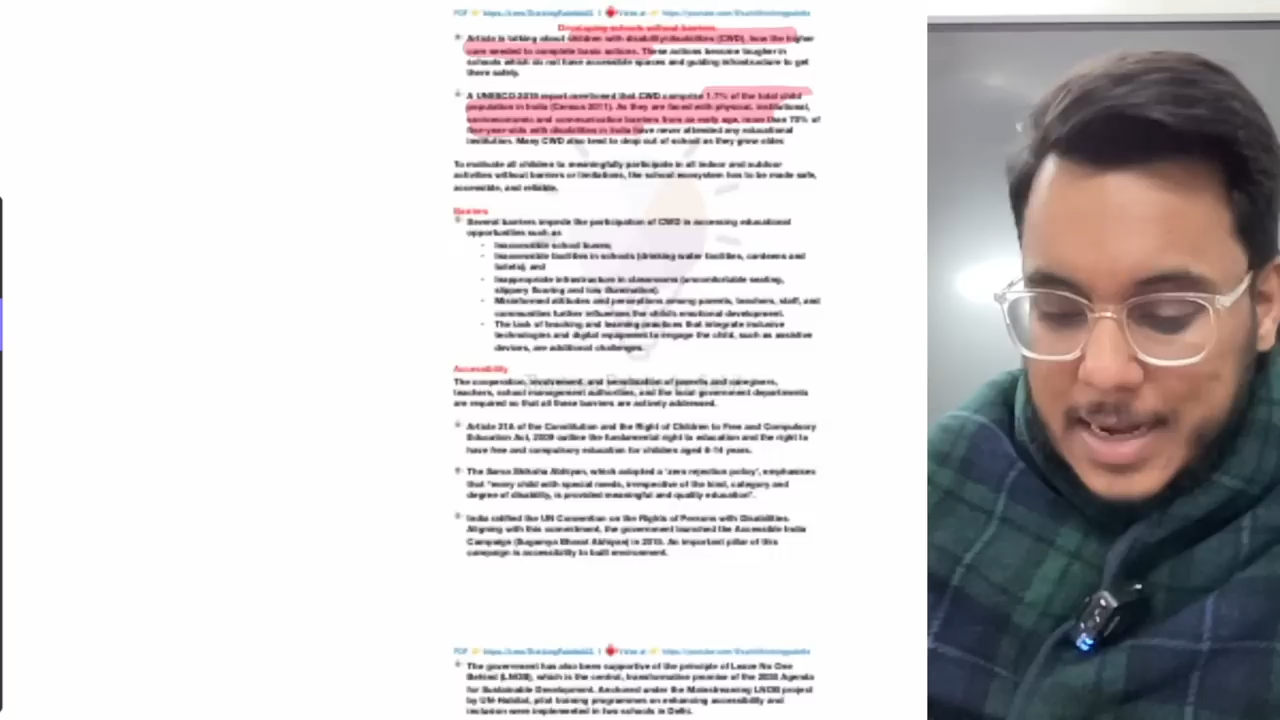 Developing schools without barriers
Article is talking about children with disability/disabilities (CWD), how the higher
care needed to complete basic actions. These actions become tougher in
schools which do not have accessible spaces and guiding infrastructure to get
there safely.
A UNESCO 2019 report mentioned that CWD comprise 1.7% of the total child
population in India (Census 2011). As they are faced with physical, institutional,
socioeconomic and communication barriers from an early age, more than 70% of
five-year-olds with disabilities in India have never attended any educational
institution. Many CWD also tend to drop out of school as they grow older
To motivate all children to meaningfully participate in all indoor and outdoor
activities without barriers or limitations, the school ecosystem has to be made safe,
accessible, and reliable.
Barriers
Several barriers impede the participation of CWD in accessing educational
opportunities such as
Inaccessible school buses;
Inaccessible facilities in schools (drinking water facilities, canteens and
toilets); and
Inappropriate infrastructure in classrooms (uncomfortable seating,
slippery flooring and low illumination).
Misinformed attitudes and perceptions among parents, teachers, staff, and
communities further influences the child's emotional development.
The lack of teaching and learning practices that integrate inclusive
technologies and digital equipment to engage the child, such as assistive
devices, are additional challenges.
Accessibility
The cooperation, involvement, and sensitisation of parents and caregivers,
teachers, school management authorities, and the local government departments
are required so that all these barriers are actively addressed.
Article 21A of the Constitution and the Right of Children to Free and Compulsory
Education Act, 2009 outline the fundamental right to education and the right to
have free and compulsory education for children aged 6-14 years.
The Sarva Shiksha Abhiyan, which adopted a 'zero rejection policy', emphasises
that "every child with special needs, irrespective of the kind, category and
degree of disability, is provided meaningful and quality education".
India ratified the UN Convention on the Rights of Persons with Disabilities.
Aligning with this commitment, the government launched the Accessible India
Campaign (Sugamya Bharat Abhiyan) in 2015. An important pillar of this
campaign is accessibility to built environment.
The government has also been supportive of the principle of Leave No One
Behind (LNOB), which is the central, transformative promise of the 2030 Agenda
for Sustainable Development. Anchored under the Mainstreaming LNOB project
by UN-Habitat, pilot training programmes on enhancing accessibility and
inclusion were implemented in two schools in Delhi.